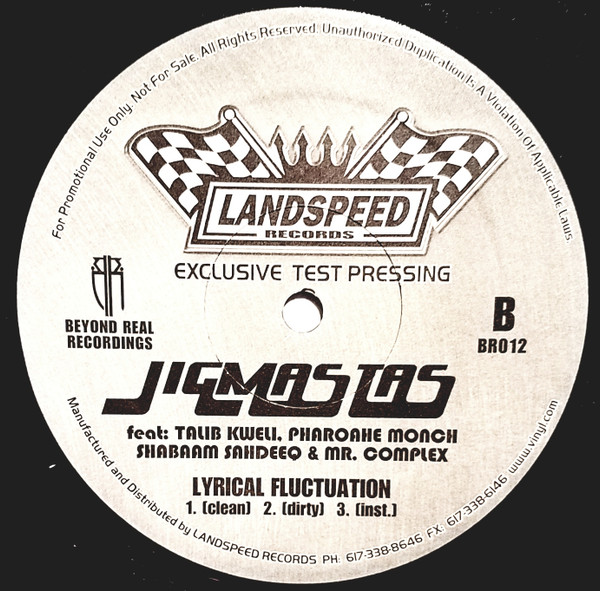 For Promotional Use Only. Not For Sale. All Rights Reserved. Unauthorized Duplication Is A Violation Of Applicable Laws
LANDSPEED
RECORDS
EXCLUSIVE TEST PRESSING
BR
BEYOND REAL
RECORDINGS
B
BR012
JIGMASTAS
feat: TALIB KWELI, PHAROAHE MONCH
SHABAAM SAHDEEQ & MR. COMPLEX
LYRICAL FLUCTUATION
1. (clean) 2. (dirty) 3. (inst.)
Manufactured and Distributed by LANDSPEED RECORDS PH: 617-338-8646 FX: 617-338-6146 www.vinyl.com